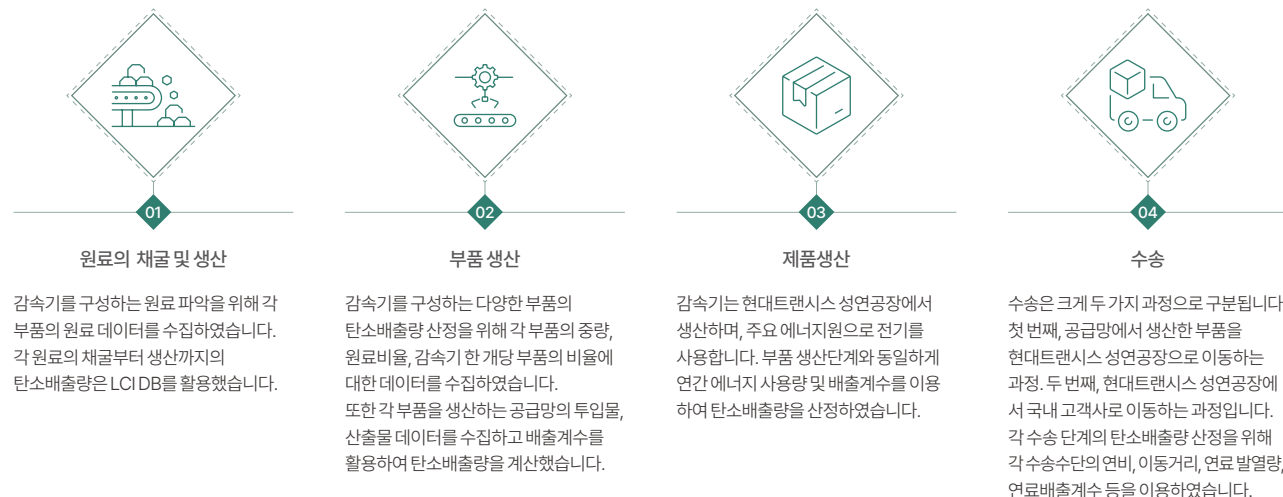 01
원료의 채굴 및 생산
감속기를 구성하는 원료 파악을 위해 각
부품의 원료 데이터를 수집하였습니다.
각 원료의 채굴부터 생산까지의
탄소배출량은 LCI DB를 활용했습니다.
02
부품 생산
감속기를 구성하는 다양한 부품의
탄소배출량 산정을 위해 각 부품의 중량,
원료비율, 감속기 한 개당 부품의 비율에
대한 데이터를 수집하였습니다.
또한 각 부품을 생산하는 공급망의 투입물,
산출물 데이터를 수집하고 배출계수를
활용하여 탄소배출량을 계산했습니다.
03
제품생산
감속기는 현대트랜시스 성연공장에서
생산하며, 주요 에너지원으로 전기를
사용합니다. 부품 생산단계와 동일하게
연간 에너지 사용량 및 배출계수를 이용
하여 탄소배출량을 산정하였습니다.
04
수송
수송은 크게 두 가지 과정으로 구분됩니다
첫 번째, 공급망에서 생산한 부품을
현대트랜시스 성연공장으로 이동하는
과정. 두 번째, 현대트랜시스 성연공장에
서 국내 고객사로 이동하는 과정입니다.
각 수송 단계의 탄소배출량 산정을 위해
각 수송수단의 연비, 이동거리, 연료 발열량,
연료배출계수 등을 이용하였습니다.